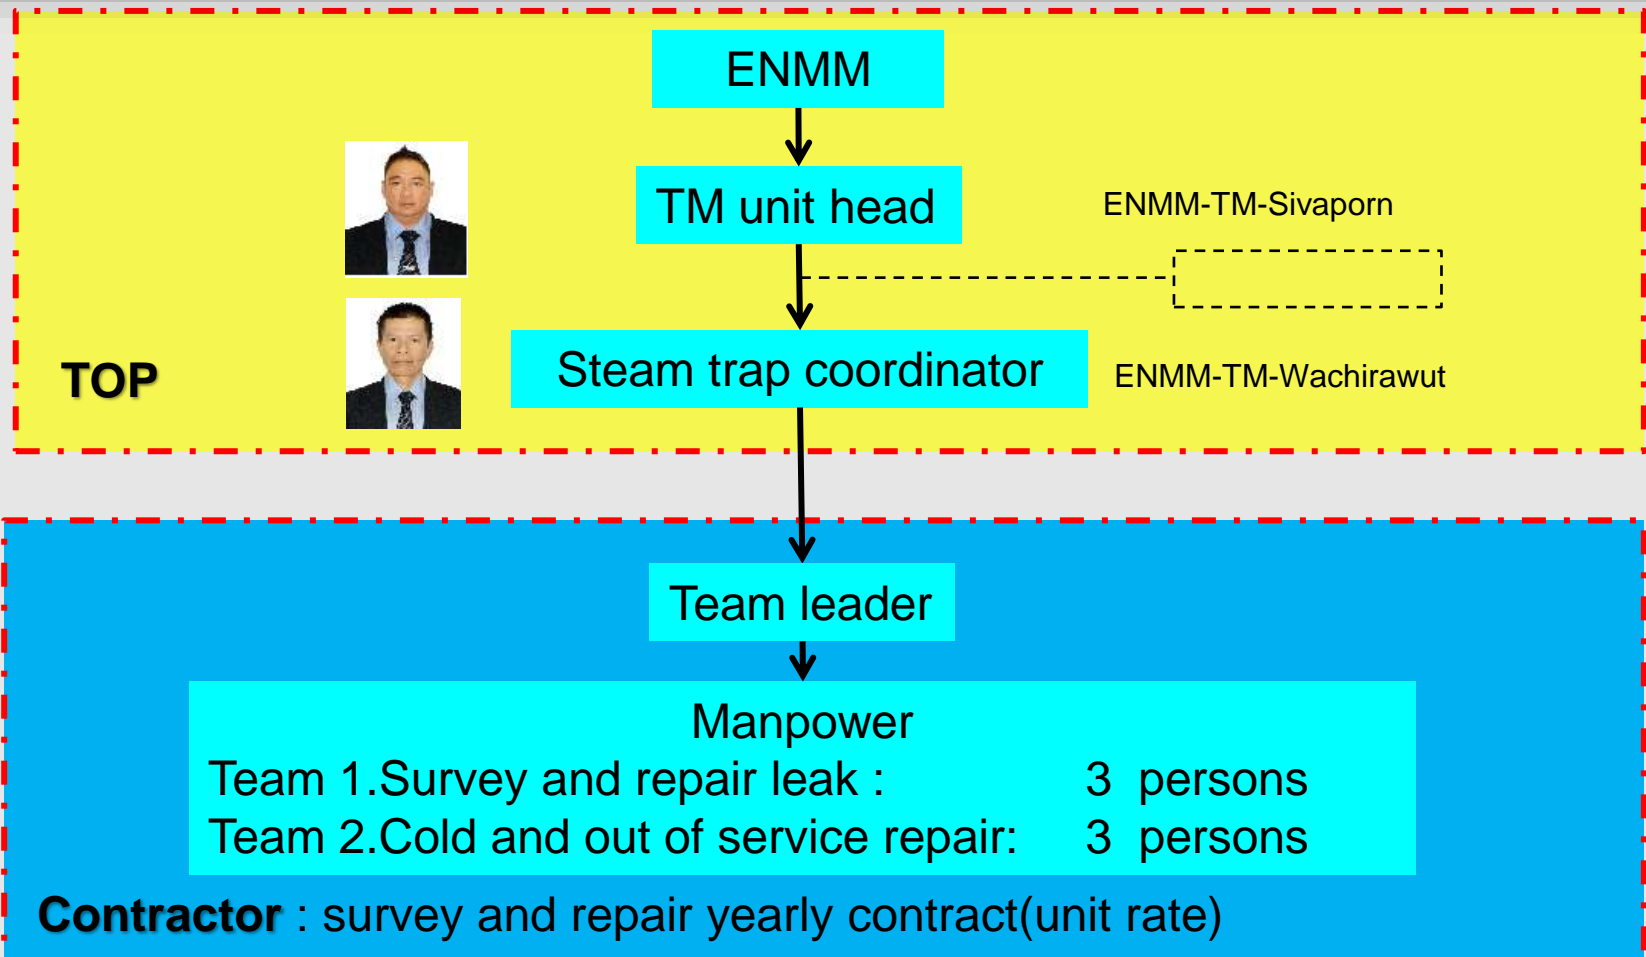 ENMM
TM unit head
ENMM-TM-Sivaporn
TOP
Steam trap coordinator
ENMM-TM-Wachirawut
Team leader
Manpower
Team 1.Survey and repair leak : 3 persons
Team 2.Cold and out of service repair: 3 persons
Contractor : survey and repair yearly contract(unit rate)